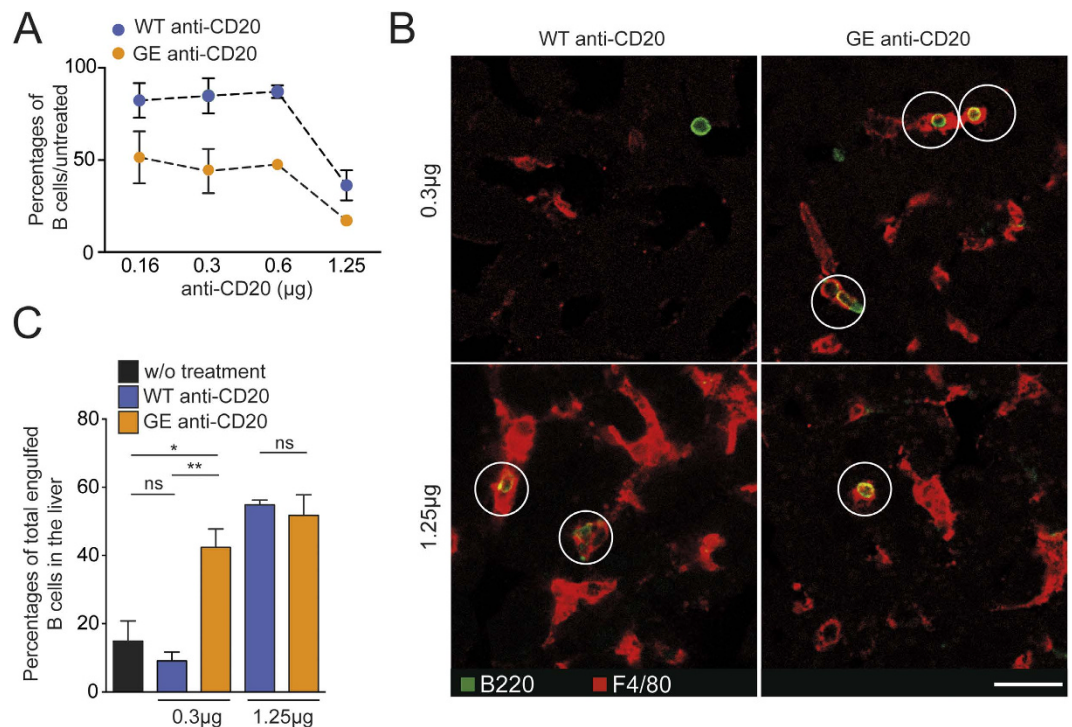 A
WT anti-CD20
GE anti-CD20
Percentages of
B cells/untreated
100
50
0
0.16 0.3 0.6 1.25
anti-CD20 (µg)
B
WT anti-CD20 GE anti-CD20
0.3µg
1.25µg
B220 F4/80
C
w/o treatment
WT anti-CD20
GE anti-CD20
Percentages of total engulfed
B cells in the liver
80
60
40
20
0
* ns
ns **
0.3µg 1.25µg